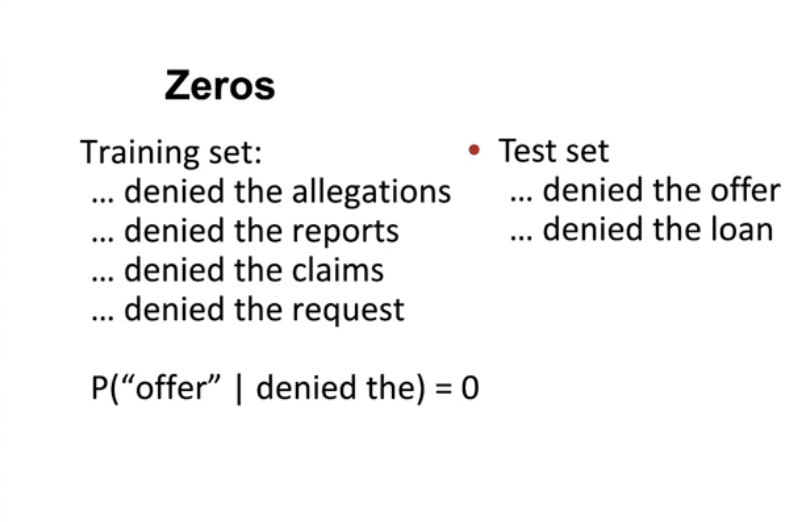 Zeros
Training set:
... denied the allegations
... denied the reports
... denied the claims
... denied the request
• Test set
... denied the offer
... denied the loan
P(“offer” | denied the) = 0